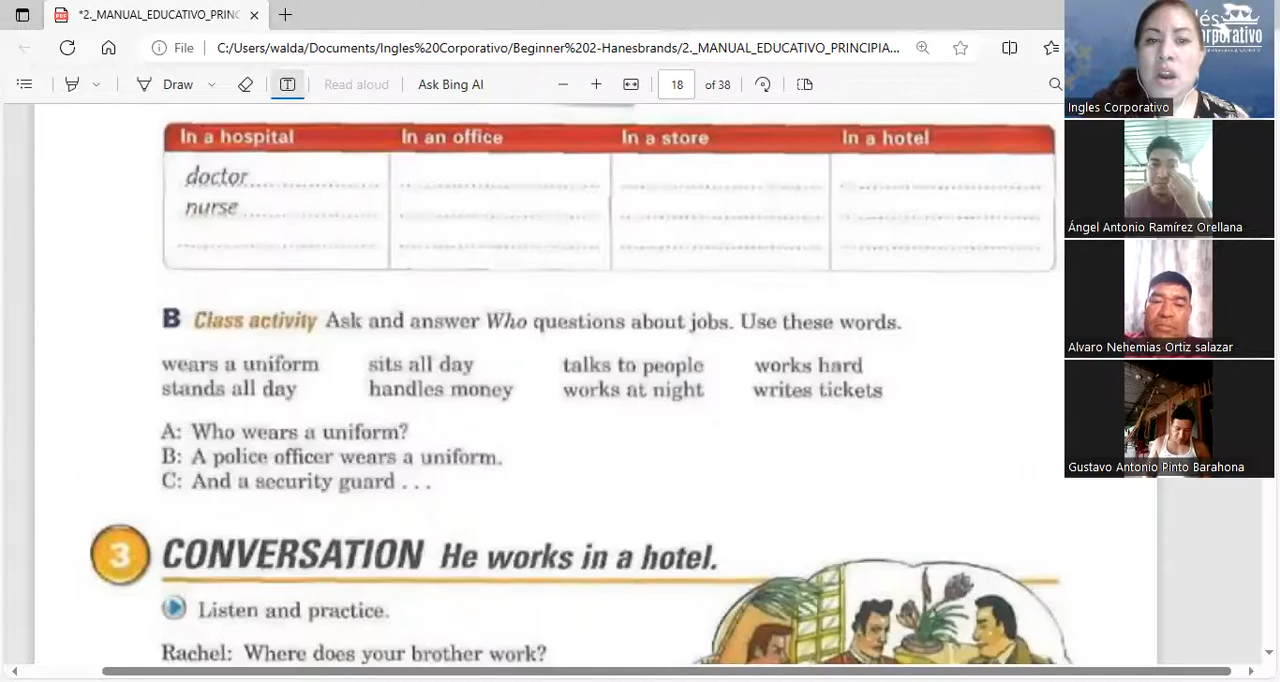 *2._MANUAL_EDUCATIVO_PRINC
File C:/Users/walda/Documents/Ingles%20Corporativo/Beginner%202-Hanesbrands/2._MANUAL_EDUCATIVO_PRINCIPIA...
Draw Read aloud Ask Bing AI 18 of 38
In a hospital In an office In a store In a hotel
doctor
nurse
B Class activity Ask and answer Who questions about jobs. Use these words.
wears a uniform sits all day talks to people works hard
stands all day handles money works at night writes tickets
A: Who wears a uniform?
B: A police officer wears a uniform.
C: And a security guard . . .
3 CONVERSATION He works in a hotel.
Listen and practice.
Rachel: Where does your brother work?
Ingles Corporativo
Ángel Antonio Ramírez Orellana
Alvaro Nehemias Ortiz salazar
Gustavo Antonio Pinto Barahona